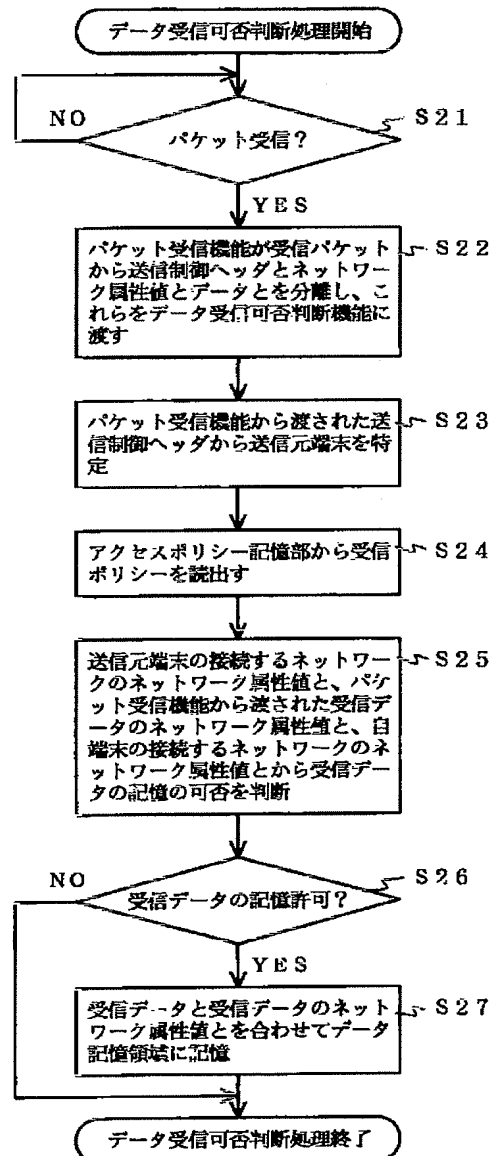 データ受信可否判断処理開始
NO
S21
パケット受信？
YES
パケット受信機能が受信パケット
S22
から送信制御ヘッダとネットワー
ク属性値とデータとを分離し、こ
れらをデータ受信可否判断機能に
渡す
パケット受信機能から渡された送
S23
信制御ヘッダから送信元端末を特
定
アクセスポリシー記憶部から受信
S24
ポリシーを読出す
送信元端末の接続するネットワー
S25
クのネットワーク属性値と、パケ
ット受信機能から渡された受信デ
ータのネットワーク属性値と、自
端末の接続するネットワークのネ
ットワーク属性値とから受信デー
タの記憶の可否を判断
NO
S26
受信データの記憶許可？
YES
受信データと受信データのネット
S27
ワーク属性値とを合わせてデータ
記憶領域に記憶
データ受信可否判断処理終了